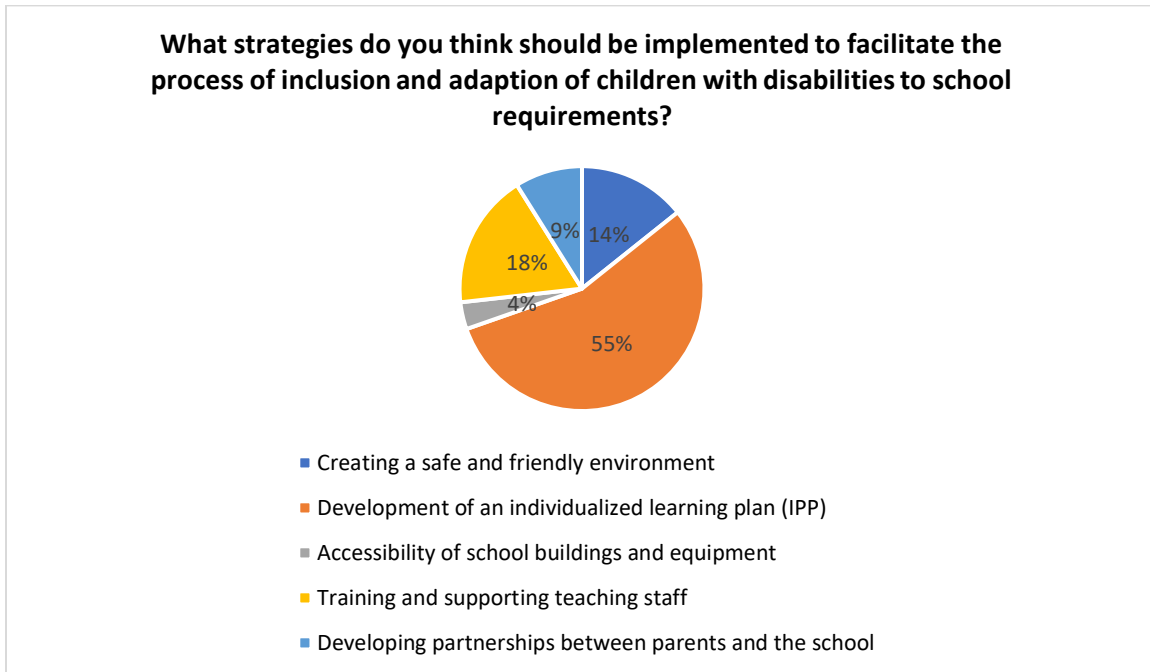 What strategies do you think should be implemented to facilitate the
process of inclusion and adaption of children with disabilities to school
requirements?
9%
14%
18%
4%
55%
Creating a safe and friendly environment
Development of an individualized learning plan (IPP)
Accessibility of school buildings and equipment
Training and supporting teaching staff
Developing partnerships between parents and the school